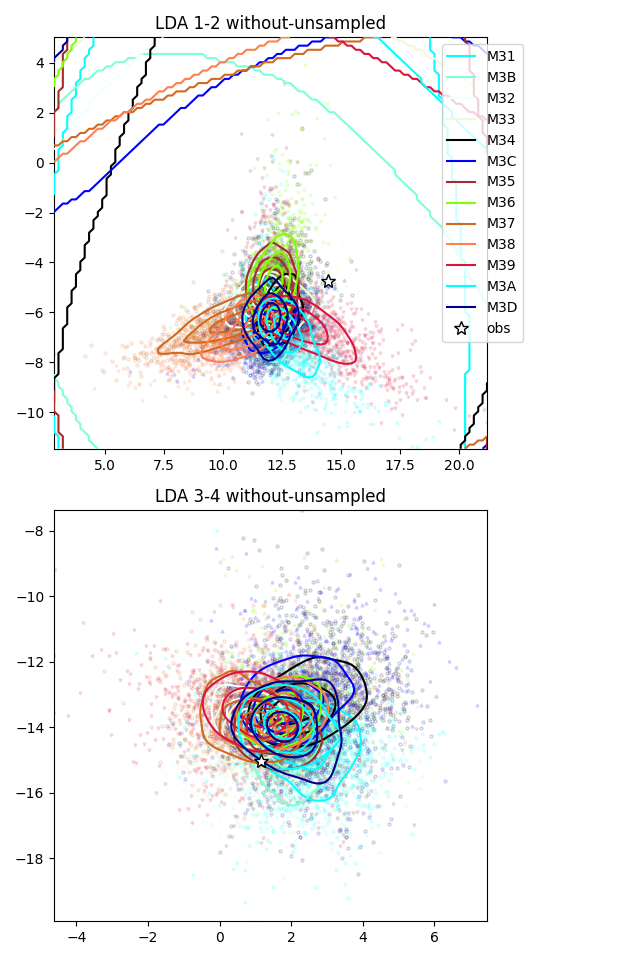 LDA 1-2 without-unsampled
4
2
0
−2
−4
−6
−8
−10
5.0 7.5 10.0 12.5 15.0 17.5 20.0
M31
M3B
M32
M33
M34
M3C
M35
M36
M37
M38
M39
M3A
M3D
obs
LDA 3-4 without-unsampled
−8
−10
−12
−14
−16
−18
−4 −2 0 2 4 6